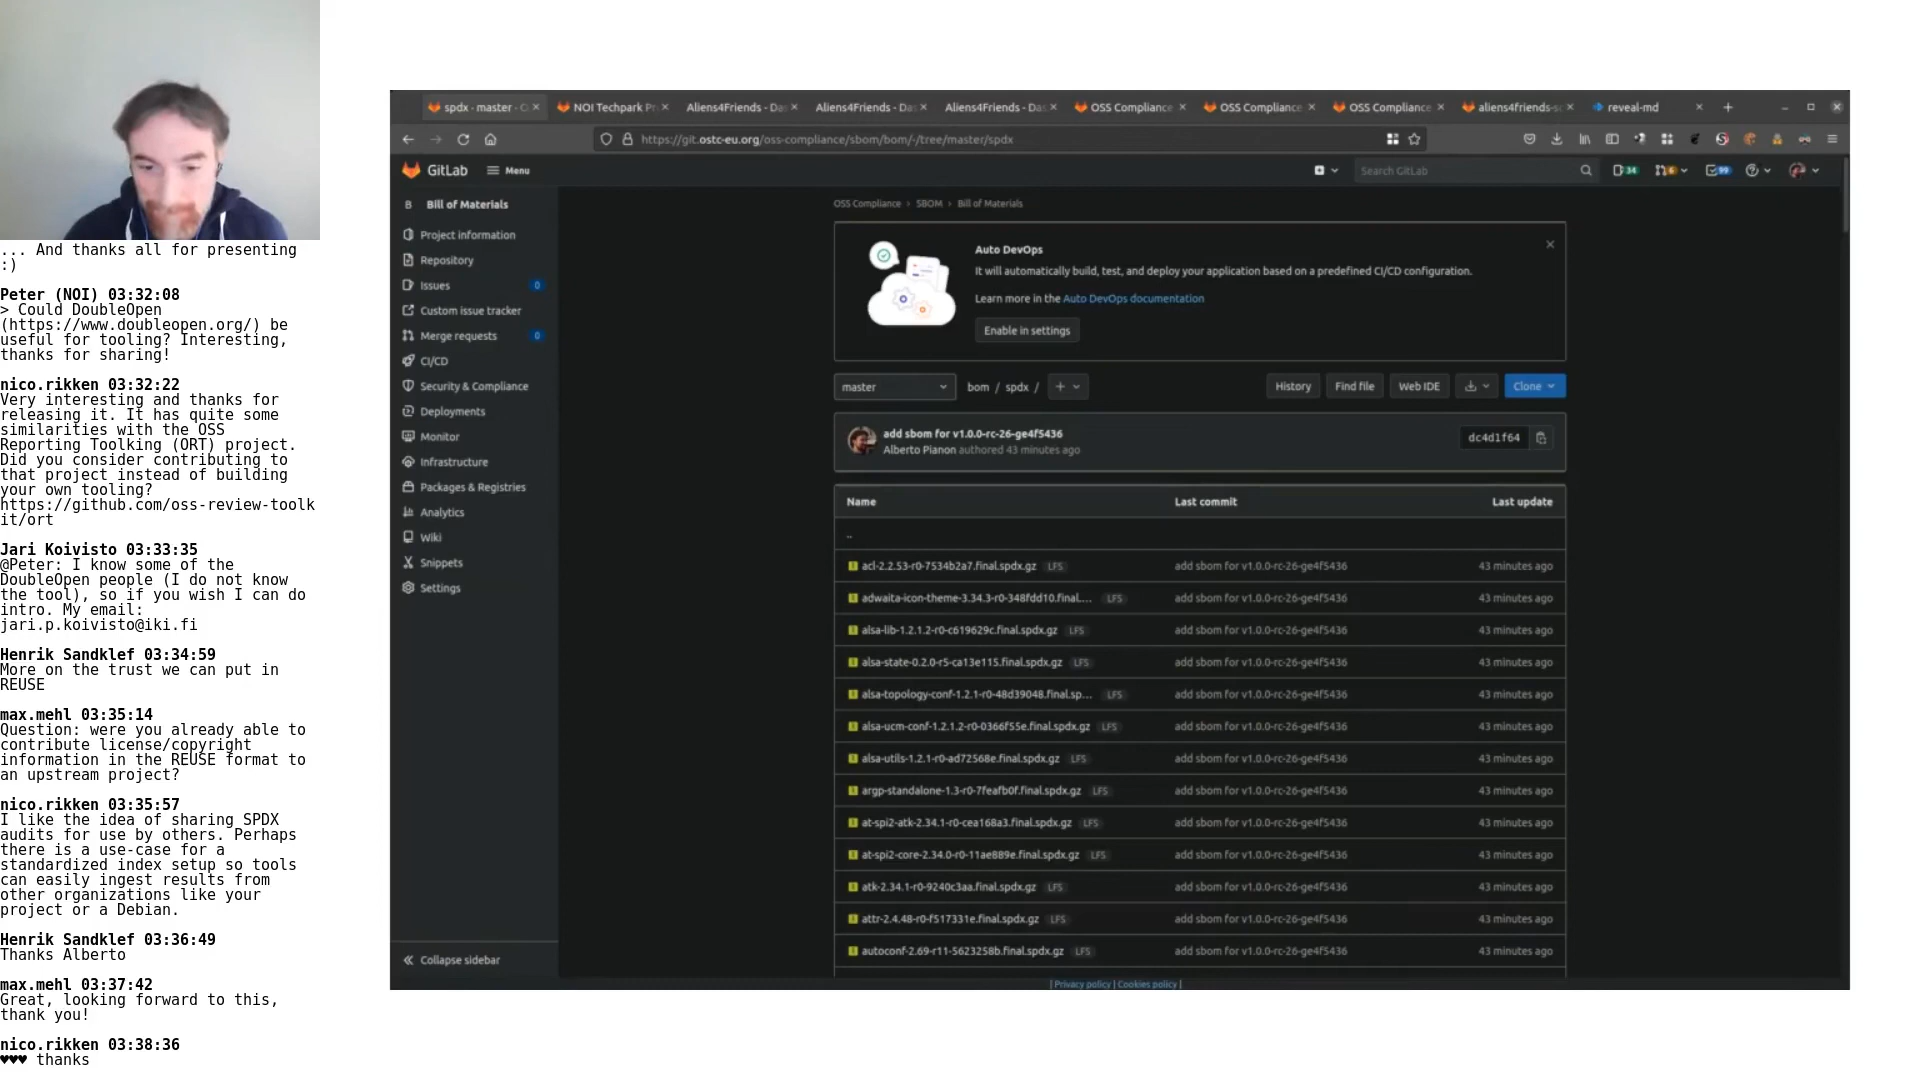 ... And thanks all for presenting
:)
Peter (NOI) 03:32:08
> Could DoubleOpen
(https://www.doubleopen.org/) be
useful for tooling? Interesting,
thanks for sharing!
nico.rikken 03:32:22
Very interesting and thanks for
releasing it. It has quite some
similarities with the OSS
Reporting Toolking (ORT) project.
Did you consider contributing to
that project instead of building
your own tooling?
https://github.com/oss-review-toolk
it/ort
Jari Koivisto 03:33:35
@Peter: I know some of the
DoubleOpen people (I do not know
the tool), so if you wish I can do
intro. My email:
jari.p.koivisto@iki.fi
Henrik Sandklef 03:34:59
More on the trust we can put in
REUSE
max.mehl 03:35:14
Question: were you already able to
contribute license/copyright
information in the REUSE format to
an upstream project?
nico.rikken 03:35:57
I like the idea of sharing SPDX
audits for use by others. Perhaps
there is a use-case for a
standardized index setup so tools
can easily ingest results from
other organizations like your
project or a Debian.
Henrik Sandklef 03:36:49
Thanks Alberto
max.mehl 03:37:42
Great, looking forward to this,
thank you!
nico.rikken 03:38:36
♥♥♥ thanks
spdx · master · C
NOI Techpark Pr
Aliens4Friends - Da
Aliens4Friends - Da
Aliens4Friends - Da
OSS Compliance
OSS Compliance
OSS Compliance
aliens4friends-s
reveal-md
https://git.ostc-eu.org/oss-compliance/sbom/bom/-/tree/master/spdx
GitLab
Menu
Search GitLab
34
6
99
B Bill of Materials
Project information
Repository
Issues 0
Custom issue tracker
Merge requests 0
CI/CD
Security & Compliance
Deployments
Monitor
Infrastructure
Packages & Registries
Analytics
Wiki
Snippets
Settings
Collapse sidebar
OSS Compliance > SBOM > Bill of Materials
Auto DevOps
It will automatically build, test, and deploy your application based on a predefined CI/CD configuration.
Learn more in the Auto DevOps documentation
Enable in settings
master
bom / spdx / +
History
Find file
Web IDE
Clone
add sbom for v1.0.0-rc-26-ge4f5436
Alberto Pianon authored 43 minutes ago
dc4d1f64
Name Last commit Last update
..
acl-2.2.53-r0-7534b2a7.final.spdx.gz LFS add sbom for v1.0.0-rc-26-ge4f5436 43 minutes ago
adwaita-icon-theme-3.34.3-r0-348fdd10.final.... LFS add sbom for v1.0.0-rc-26-ge4f5436 43 minutes ago
alsa-lib-1.2.1.2-r0-c619629c.final.spdx.gz LFS add sbom for v1.0.0-rc-26-ge4f5436 43 minutes ago
alsa-state-0.2.0-r5-ca13e115.final.spdx.gz LFS add sbom for v1.0.0-rc-26-ge4f5436 43 minutes ago
alsa-topology-conf-1.2.1-r0-48d39048.final.sp... LFS add sbom for v1.0.0-rc-26-ge4f5436 43 minutes ago
alsa-ucm-conf-1.2.1.2-r0-0366f55e.final.spdx.gz LFS add sbom for v1.0.0-rc-26-ge4f5436 43 minutes ago
alsa-utils-1.2.1-r0-ad72568e.final.spdx.gz LFS add sbom for v1.0.0-rc-26-ge4f5436 43 minutes ago
argp-standalone-1.3-r0-7feafb0f.final.spdx.gz LFS add sbom for v1.0.0-rc-26-ge4f5436 43 minutes ago
at-spi2-atk-2.34.1-r0-cea168a3.final.spdx.gz LFS add sbom for v1.0.0-rc-26-ge4f5436 43 minutes ago
at-spi2-core-2.34.0-r0-11ae889e.final.spdx.gz LFS add sbom for v1.0.0-rc-26-ge4f5436 43 minutes ago
atk-2.34.1-r0-9240c3aa.final.spdx.gz LFS add sbom for v1.0.0-rc-26-ge4f5436 43 minutes ago
attr-2.4.48-r0-f517331e.final.spdx.gz LFS add sbom for v1.0.0-rc-26-ge4f5436 43 minutes ago
autoconf-2.69-r11-5623258b.final.spdx.gz LFS add sbom for v1.0.0-rc-26-ge4f5436 43 minutes ago
| Privacy policy | Cookies policy |